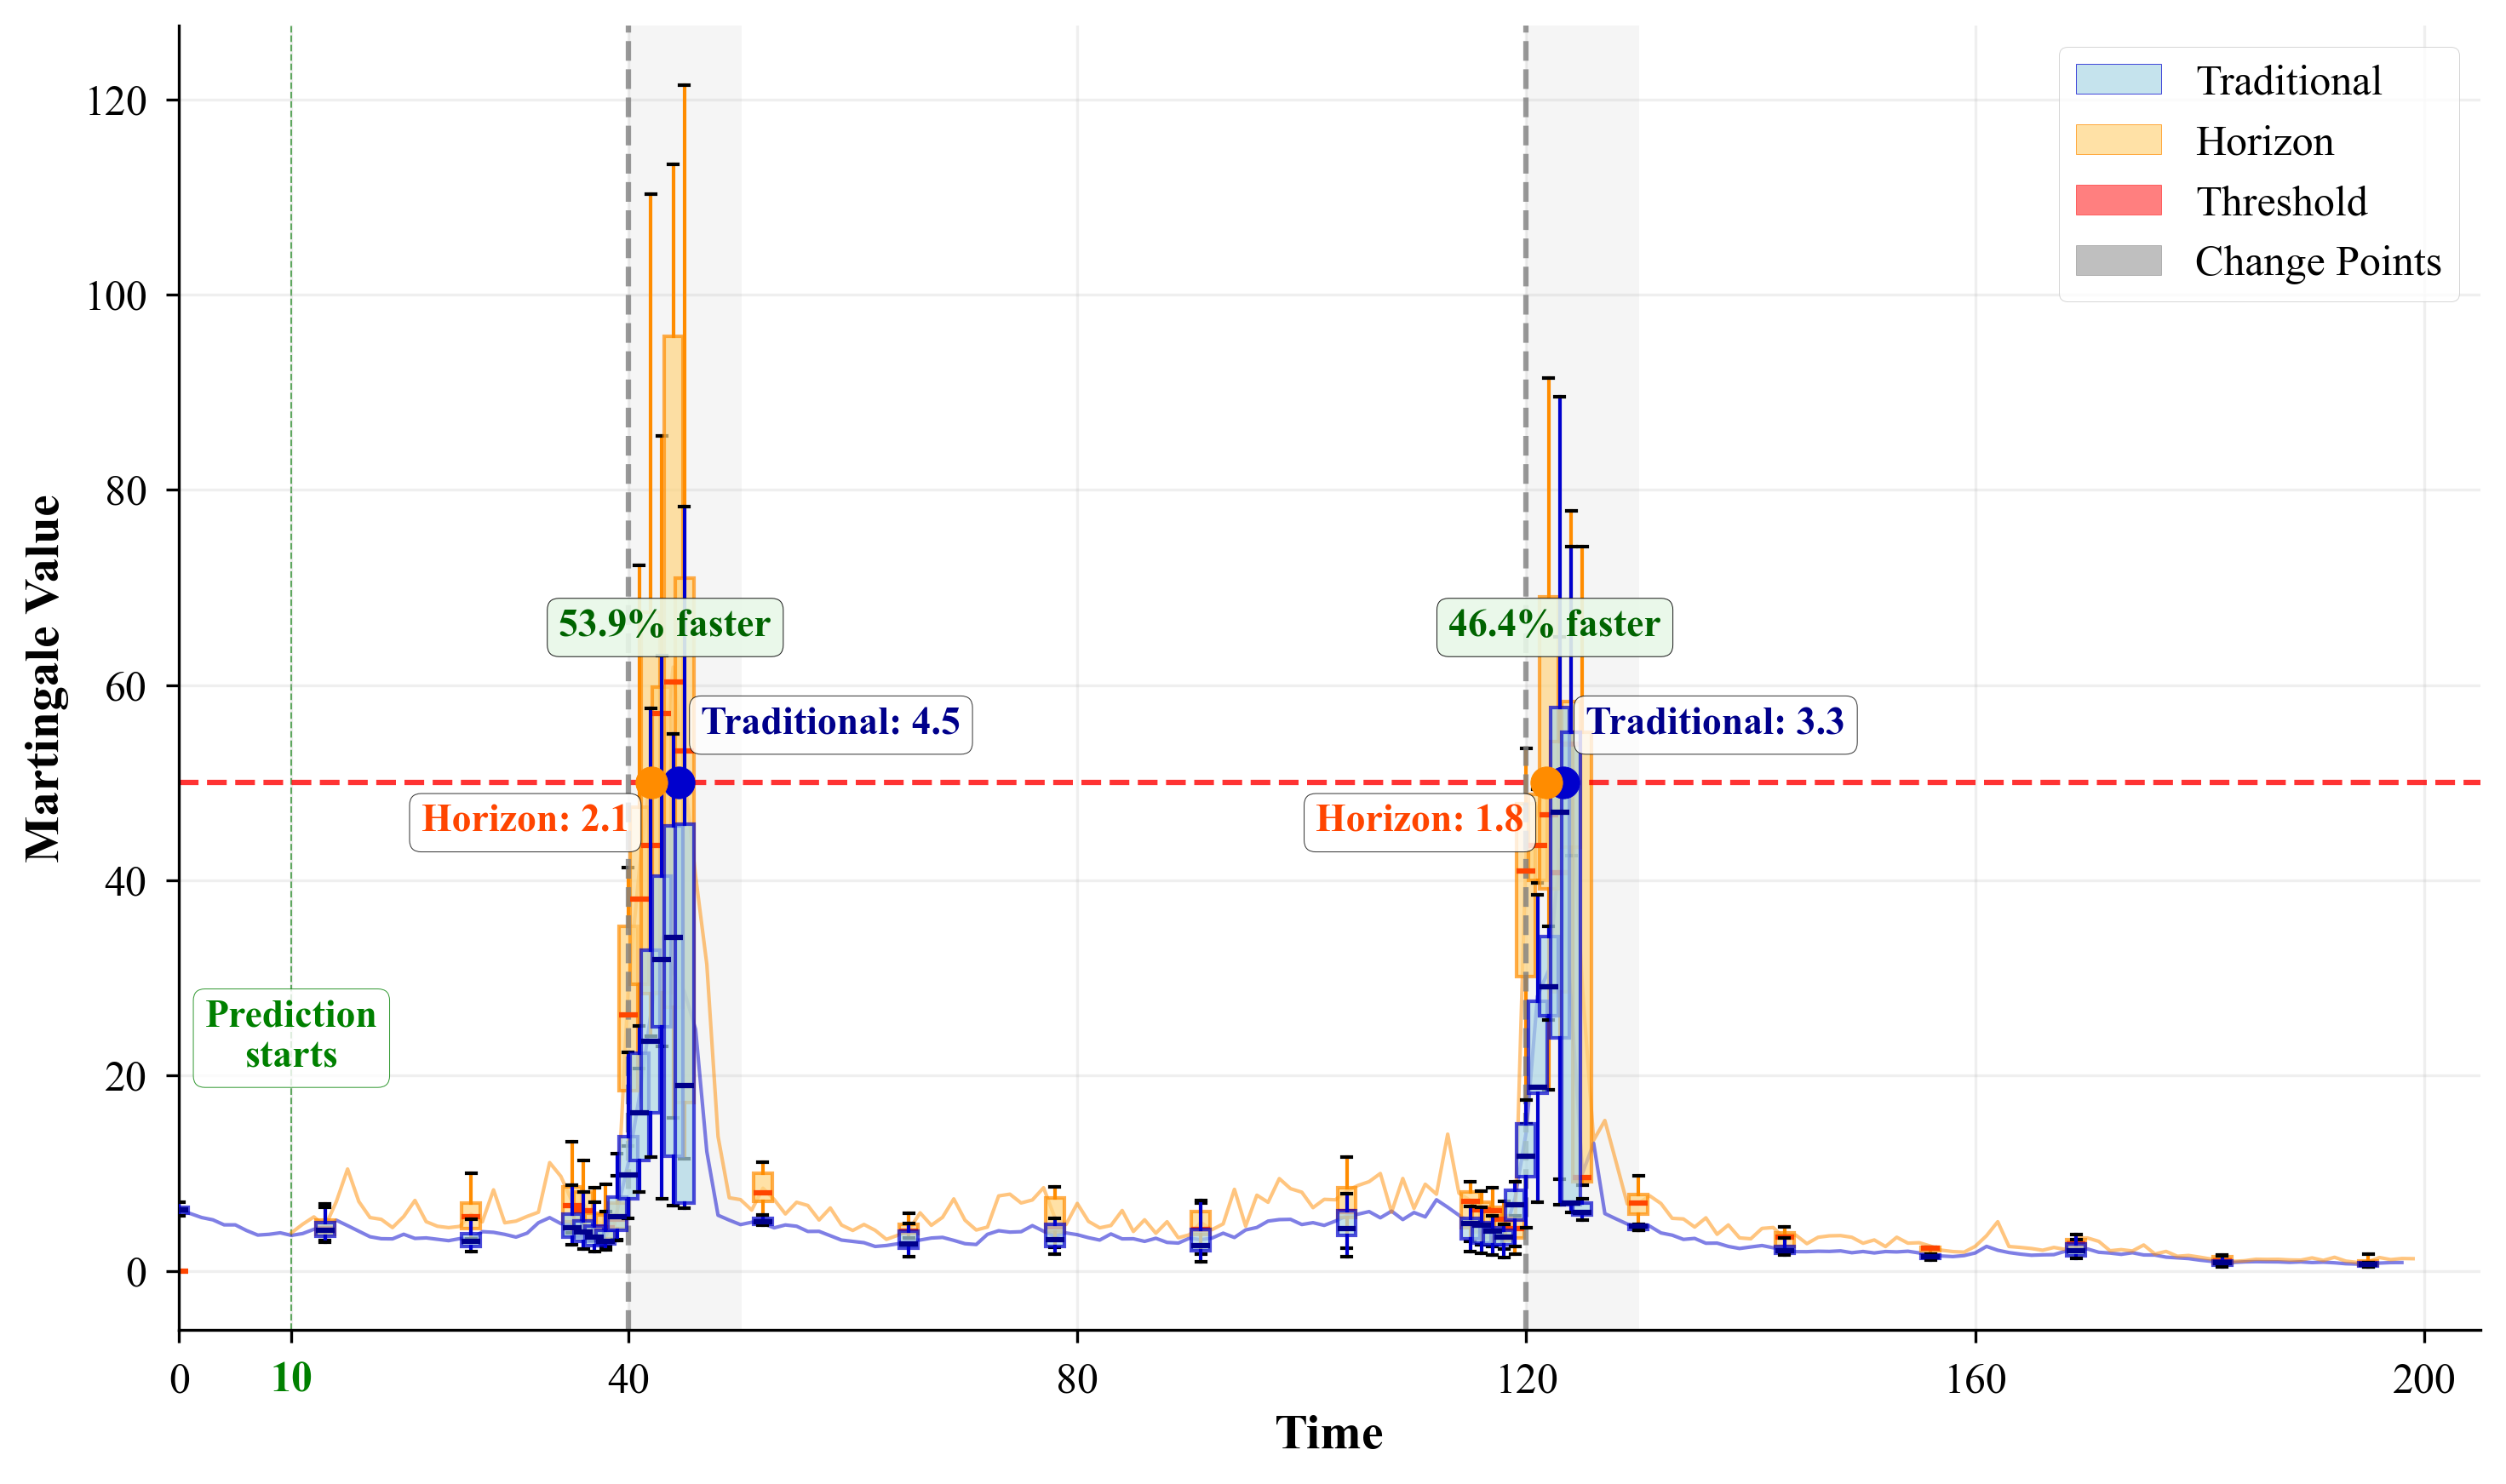 Martingale Value
120
100
80
60
40
20
0
Traditional
Horizon
Threshold
Change Points
53.9% faster
46.4% faster
Traditional: 4.5
Traditional: 3.3
Horizon: 2.1
Horizon: 1.8
Prediction
starts
0
10
40
80
120
160
200
Time